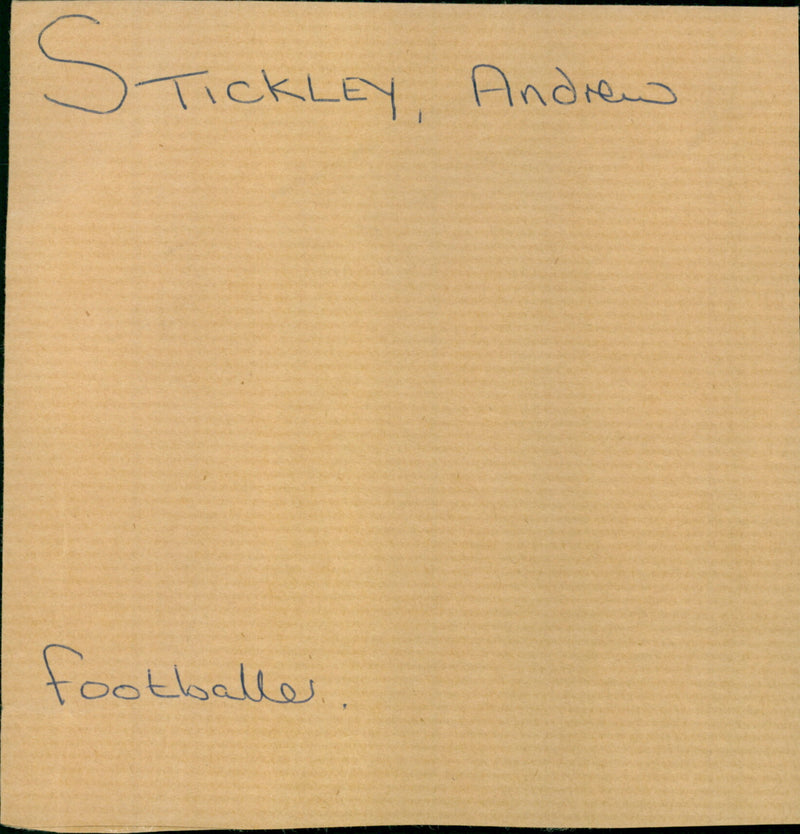 STICKLEY, Andrew
footballer.